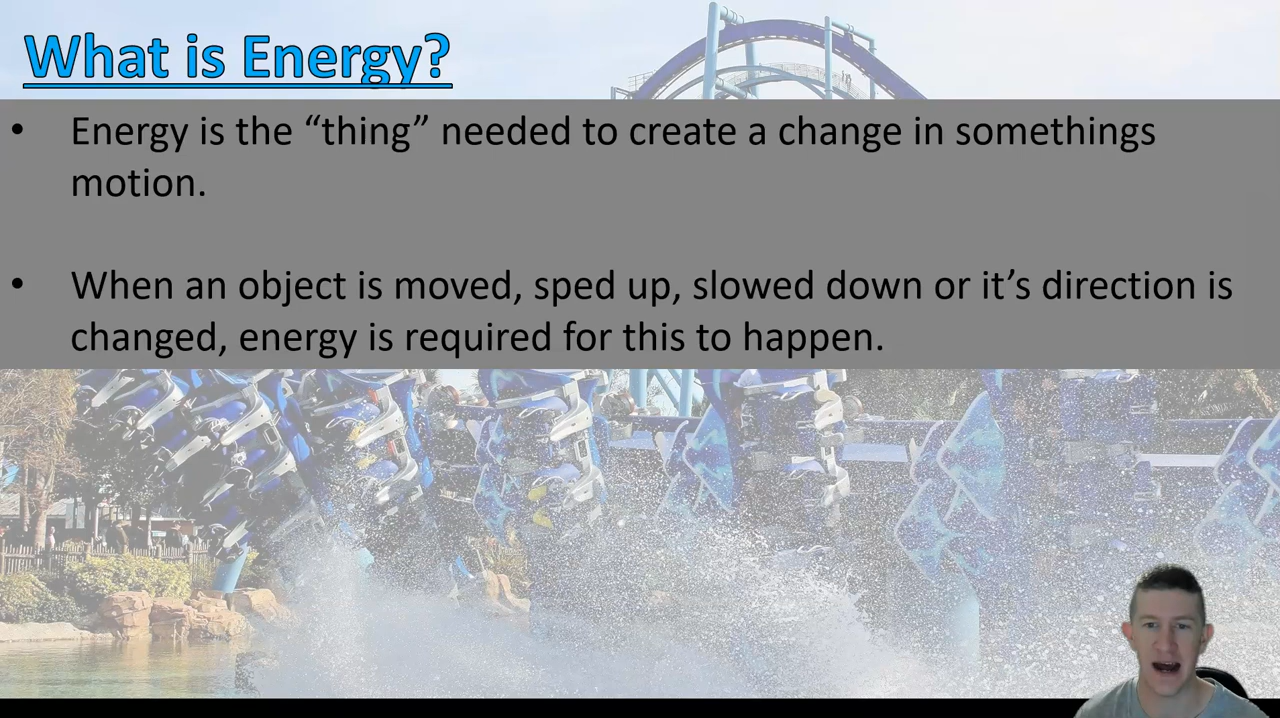 What is Energy?
• Energy is the “thing” needed to create a change in somethings
motion.
• When an object is moved, sped up, slowed down or it’s direction is
changed, energy is required for this to happen.